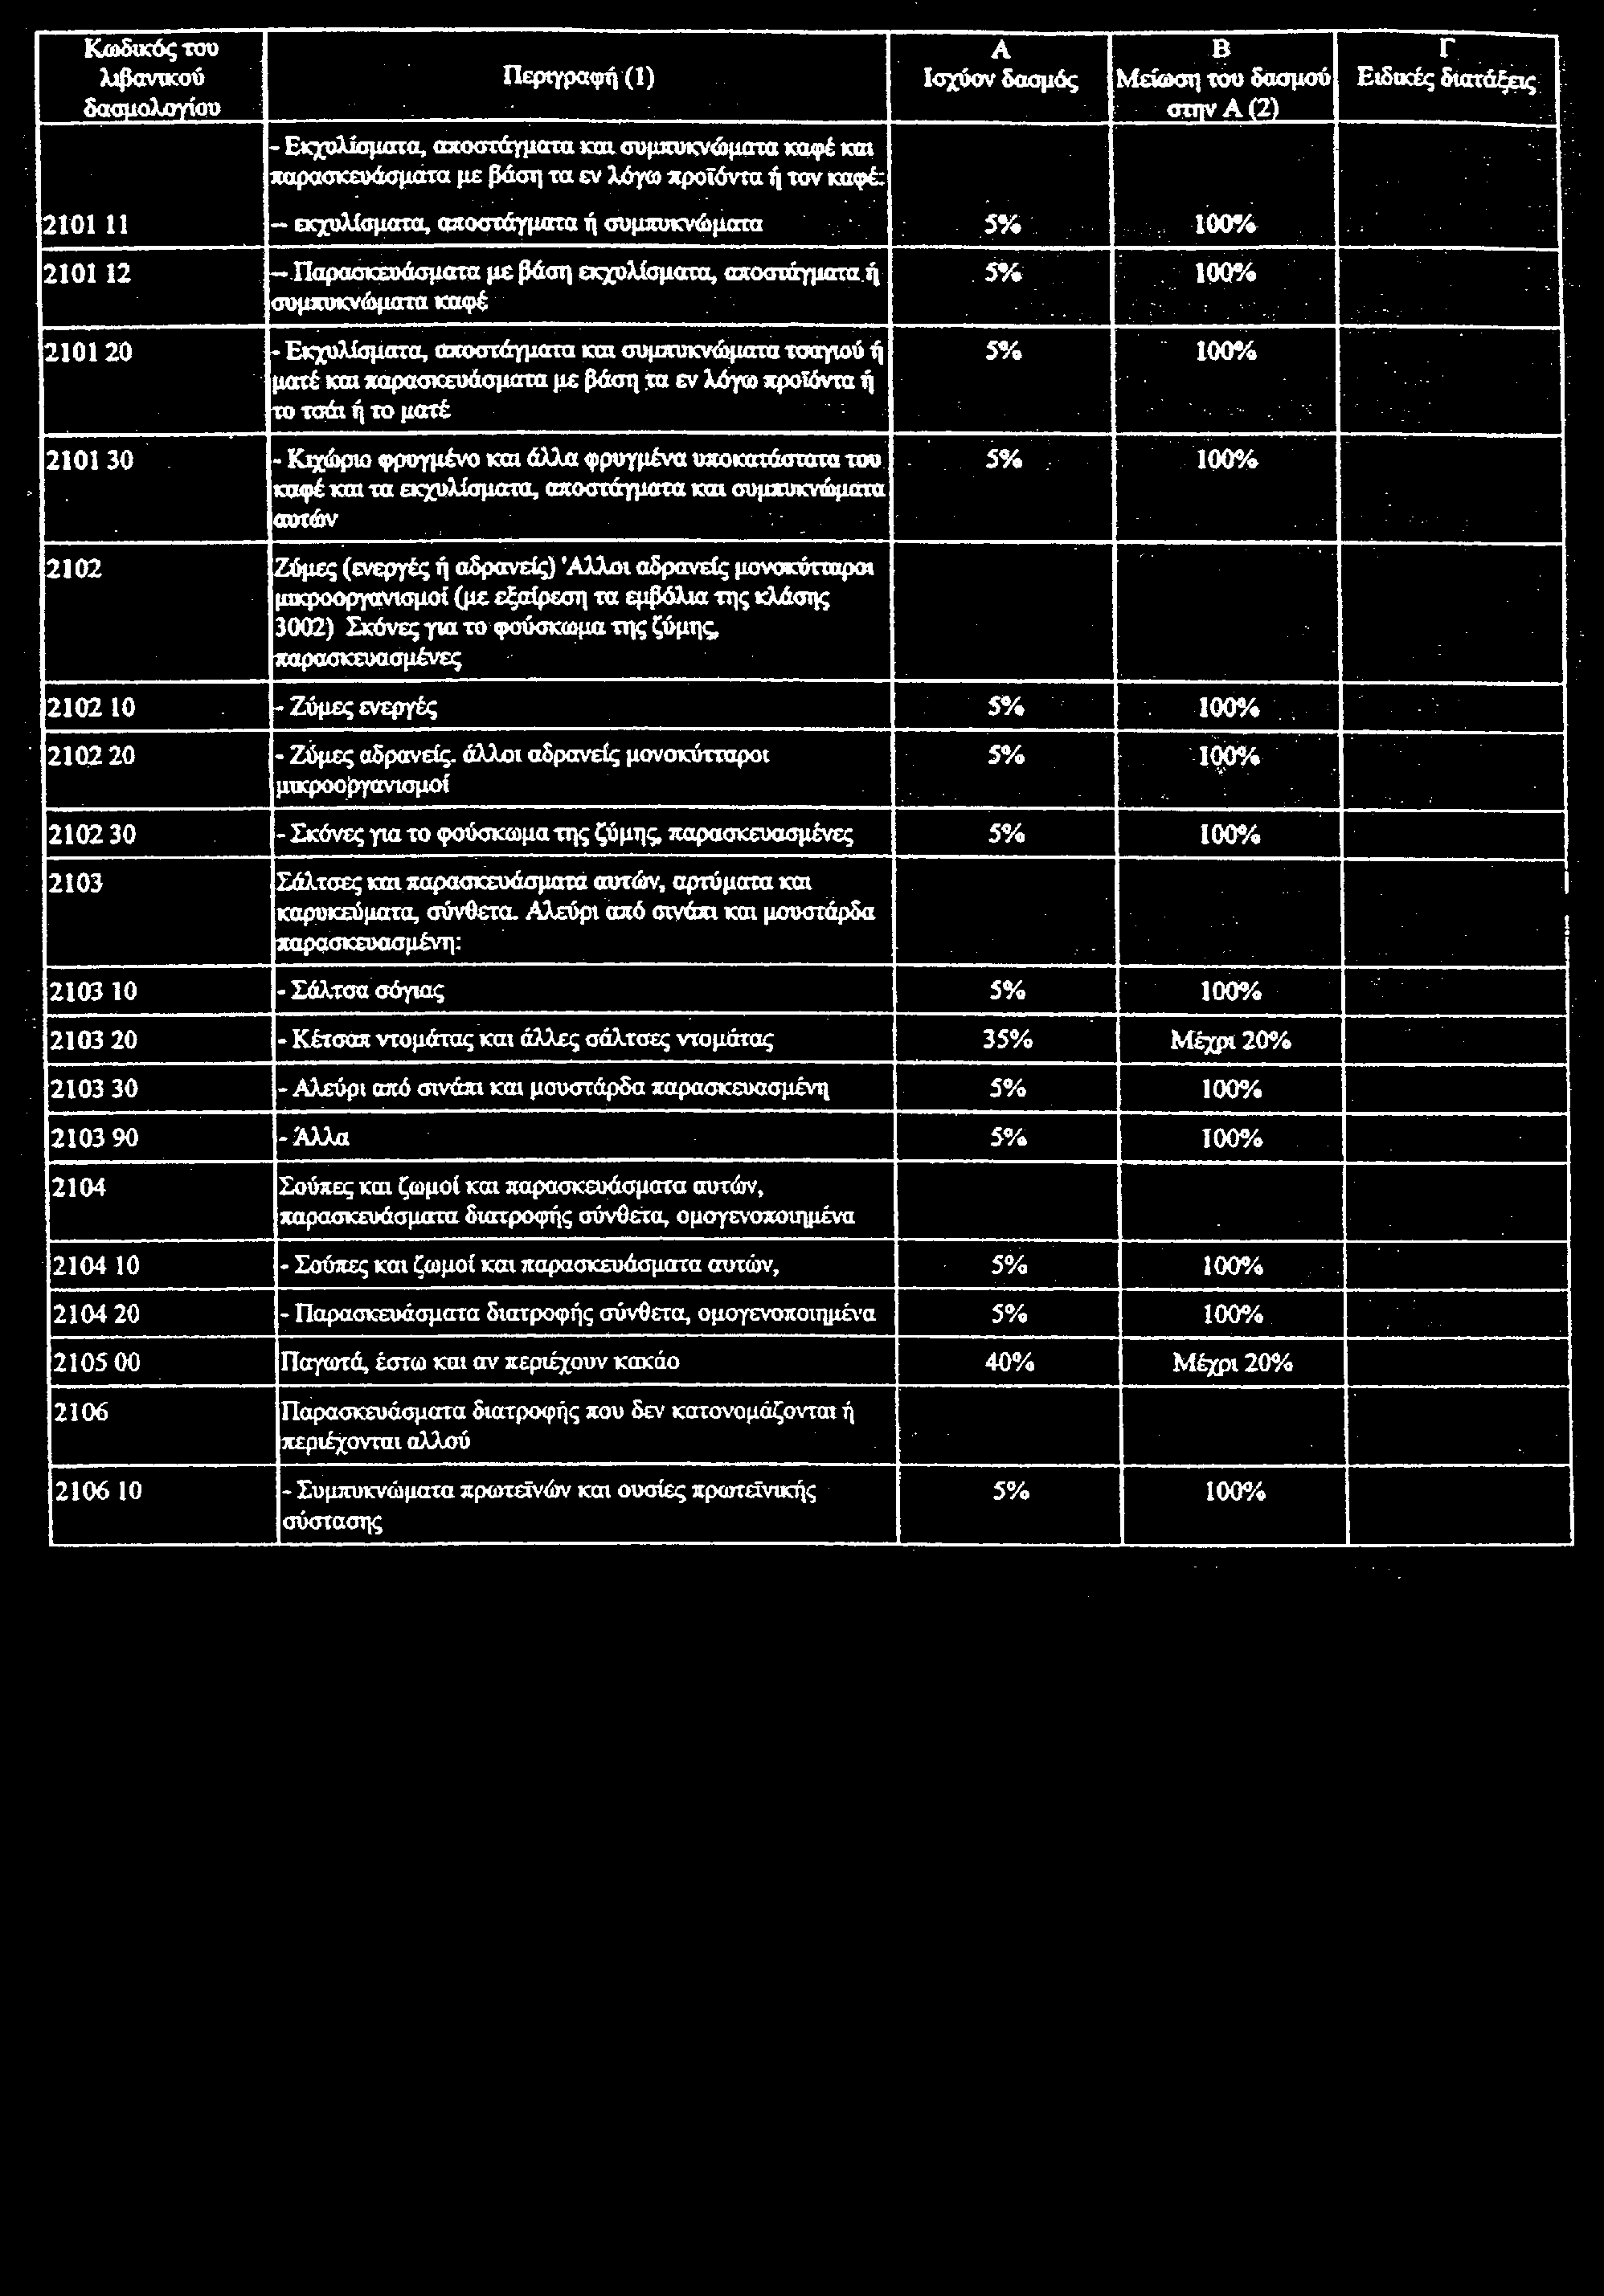 Κωδικός του
λιβανικού
δασμολογίου
Περιγραφή (1)
Α
Ισχύον δασμός
Β
Μείωση του δασμού
στην Α (2)
Γ
Ειδικές διατάξεις
- Εκχυλίσματα, αποστάγματα και συμπυκνώματα καφέ και
παρασκευάσματα με βάση τα εν λόγω προϊόντα ή τον καφέ:
2101 11 -- εκχυλίσματα, αποστάγματα ή συμπυκνώματα 5% 100%
2101 12 -- Παρασκευάσματα με βάση εκχυλίσματα, αποστάγματα ή 5% 100%
συμπυκνώματα καφέ
2101 20 - Εκχυλίσματα, αποστάγματα και συμπυκνώματα τσαγιού ή 5% 100%
ματέ και παρασκευάσματα με βάση τα εν λόγω προϊόντα ή
το τσάι ή το ματέ
2101 30 - Κιχώριο φρυγμένο και άλλα φρυγμένα υποκατάστατα του 5% 100%
καφέ και τα εκχυλίσματα, αποστάγματα και συμπυκνώματα
αυτών
2102 Ζύμες (ενεργές ή αδρανείς) Άλλοι αδρανείς μονοκύτταροι
μικροοργανισμοί (με εξαίρεση τα εμβόλια της κλάσης
3002) Σκόνες για το φούσκωμα της ζύμης,
παρασκευασμένες
2102 10 - Ζύμες ενεργές 5% 100%
2102 20 - Ζύμες αδρανείς. άλλοι αδρανείς μονοκύτταροι 5% 100%
μικροοργανισμοί
2102 30 - Σκόνες για το φούσκωμα της ζύμης, παρασκευασμένες 5% 100%
2103 Σάλτσες και παρασκευάσματα αυτών, αρτύματα και
καρυκεύματα, σύνθετα. Αλεύρι από σινάπι και μουστάρδα
παρασκευασμένη:
2103 10 - Σάλτσα σόγιας 5% 100%
2103 20 - Κέτσαπ ντομάτας και άλλες σάλτσες ντομάτας 35% Μέχρι 20%
2103 30 - Αλεύρι από σινάπι και μουστάρδα παρασκευασμένη 5% 100%
2103 90 - Άλλα 5% 100%
2104 Σούπες και ζωμοί και παρασκευάσματα αυτών,
παρασκευάσματα διατροφής σύνθετα, ομογενοποιημένα
2104 10 - Σούπες και ζωμοί και παρασκευάσματα αυτών, 5% 100%
2104 20 - Παρασκευάσματα διατροφής σύνθετα, ομογενοποιημένα 5% 100%
2105 00 Παγωτά, έστω και αν περιέχουν κακάο 40% Μέχρι 20%
2106 Παρασκευάσματα διατροφής που δεν κατονομάζονται ή
περιέχονται αλλού
2106 10 - Συμπυκνώματα πρωτεϊνών και ουσίες πρωτεϊνικής 5% 100%
σύστασης